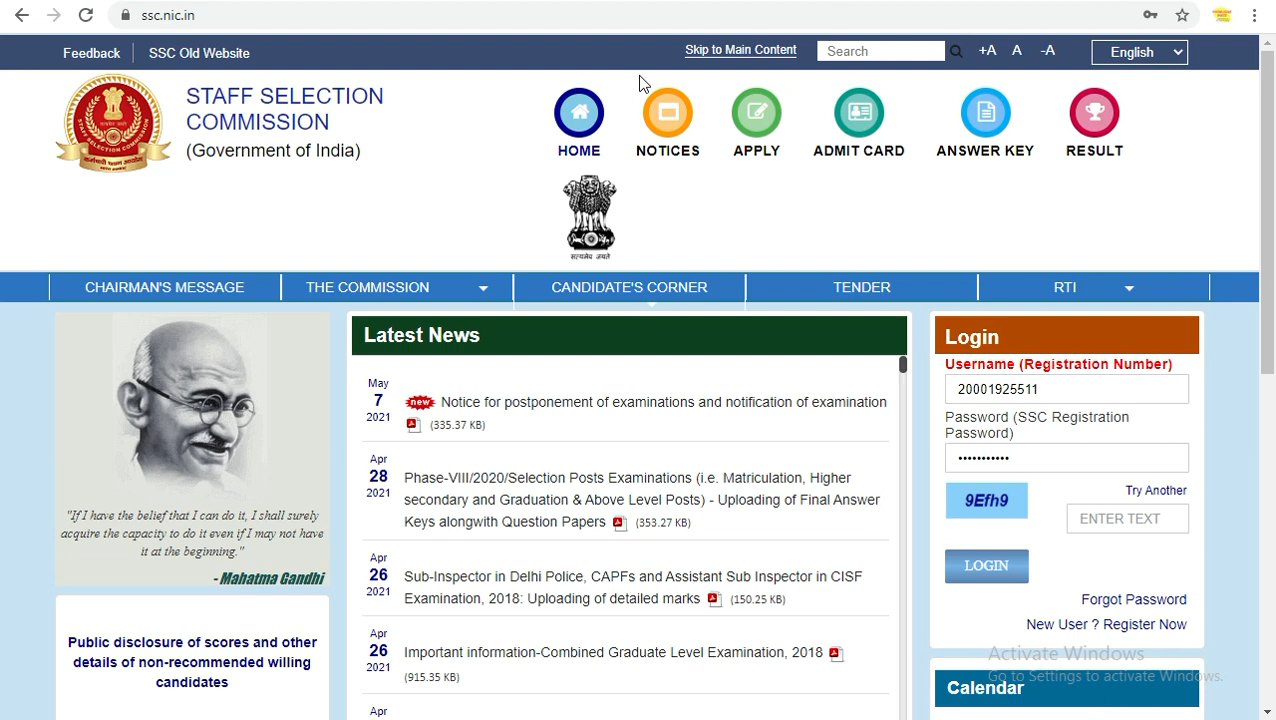 ssc.nic.in
Feedback
SSC Old Website
Skip to Main Content
Search
+A
A
-A
English
STAFF SELECTION
COMMISSION
(Government of India)
HOME
NOTICES
APPLY
ADMIT CARD
ANSWER KEY
RESULT
सत्यमेव जयते
CHAIRMAN'S MESSAGE
THE COMMISSION
CANDIDATE'S CORNER
TENDER
RTI
"If I have the belief that I can do it, I shall surely
acquire the capacity to do it even if I may not have
it at the beginning."
- Mahatma Gandhi
Public disclosure of scores and other
details of non-recommended willing
candidates
Latest News
May
7
2021
new Notice for postponement of examinations and notification of examination
(335.37 KB)
Apr
28
2021
Phase-VIII/2020/Selection Posts Examinations (i.e. Matriculation, Higher
secondary and Graduation & Above Level Posts) - Uploading of Final Answer
Keys alongwith Question Papers (353.27 KB)
Apr
26
2021
Sub-Inspector in Delhi Police, CAPFs and Assistant Sub Inspector in CISF
Examination, 2018: Uploading of detailed marks (150.25 KB)
Apr
26
2021
Important information-Combined Graduate Level Examination, 2018
(915.35 KB)
Apr
Login
Username (Registration Number)
20001925511
Password (SSC Registration
Password)
•••••••••••
9Efh9
Try Another
ENTER TEXT
LOGIN
Forgot Password
New User ? Register Now
Activate Windows
Go to Settings to activate Windows.
Calendar